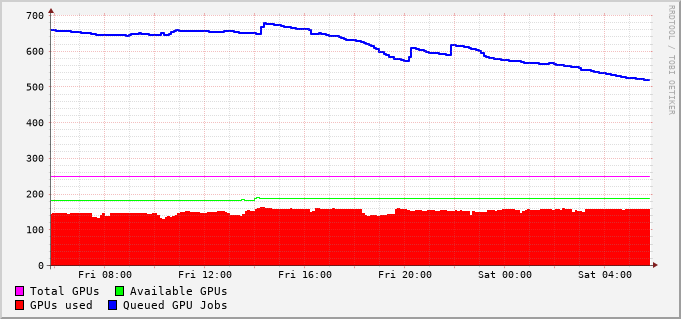 700
600
500
400
300
200
100
0
Fri 08:00 Fri 12:00 Fri 16:00 Fri 20:00 Sat 00:00 Sat 04:00
Total GPUs Available GPUs
GPUs used Queued GPU Jobs
RRDTOOL / TOBI OETIKER